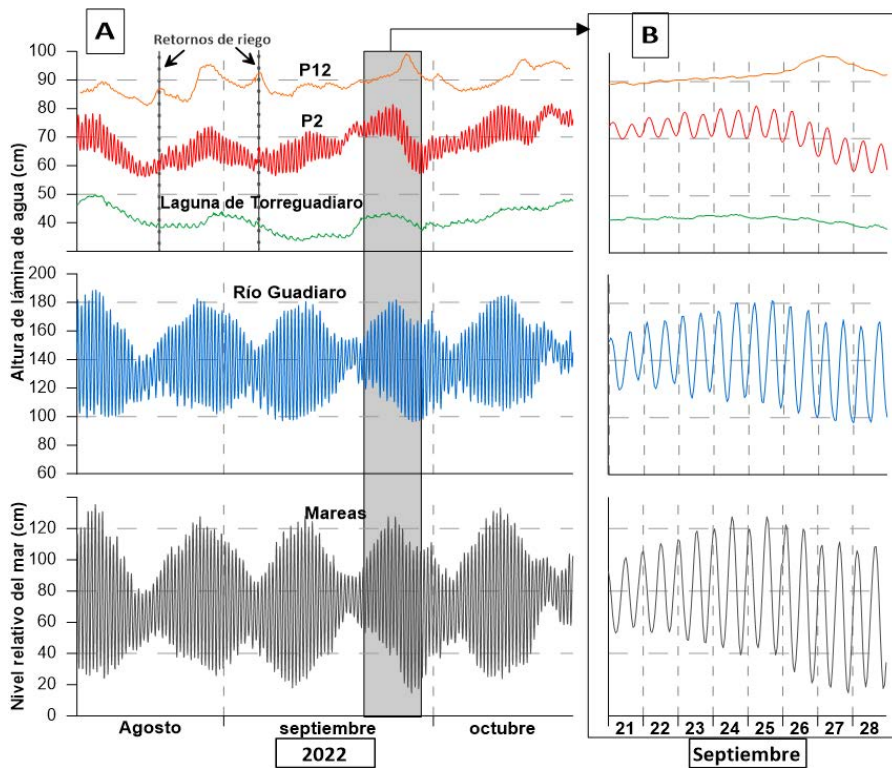 A
Retornos de riego
P12
P2
Laguna de Torreguadiaro
Río Guadiaro
Mareas
Altura de lámina de agua (cm)
100
90
80
70
60
50
40
200
180
160
140
120
100
80
60
Nivel relativo del mar (cm)
120
100
80
60
40
20
0
Agosto
septiembre
octubre
2022
B
21 22 23 24 25 26 27 28
Septiembre